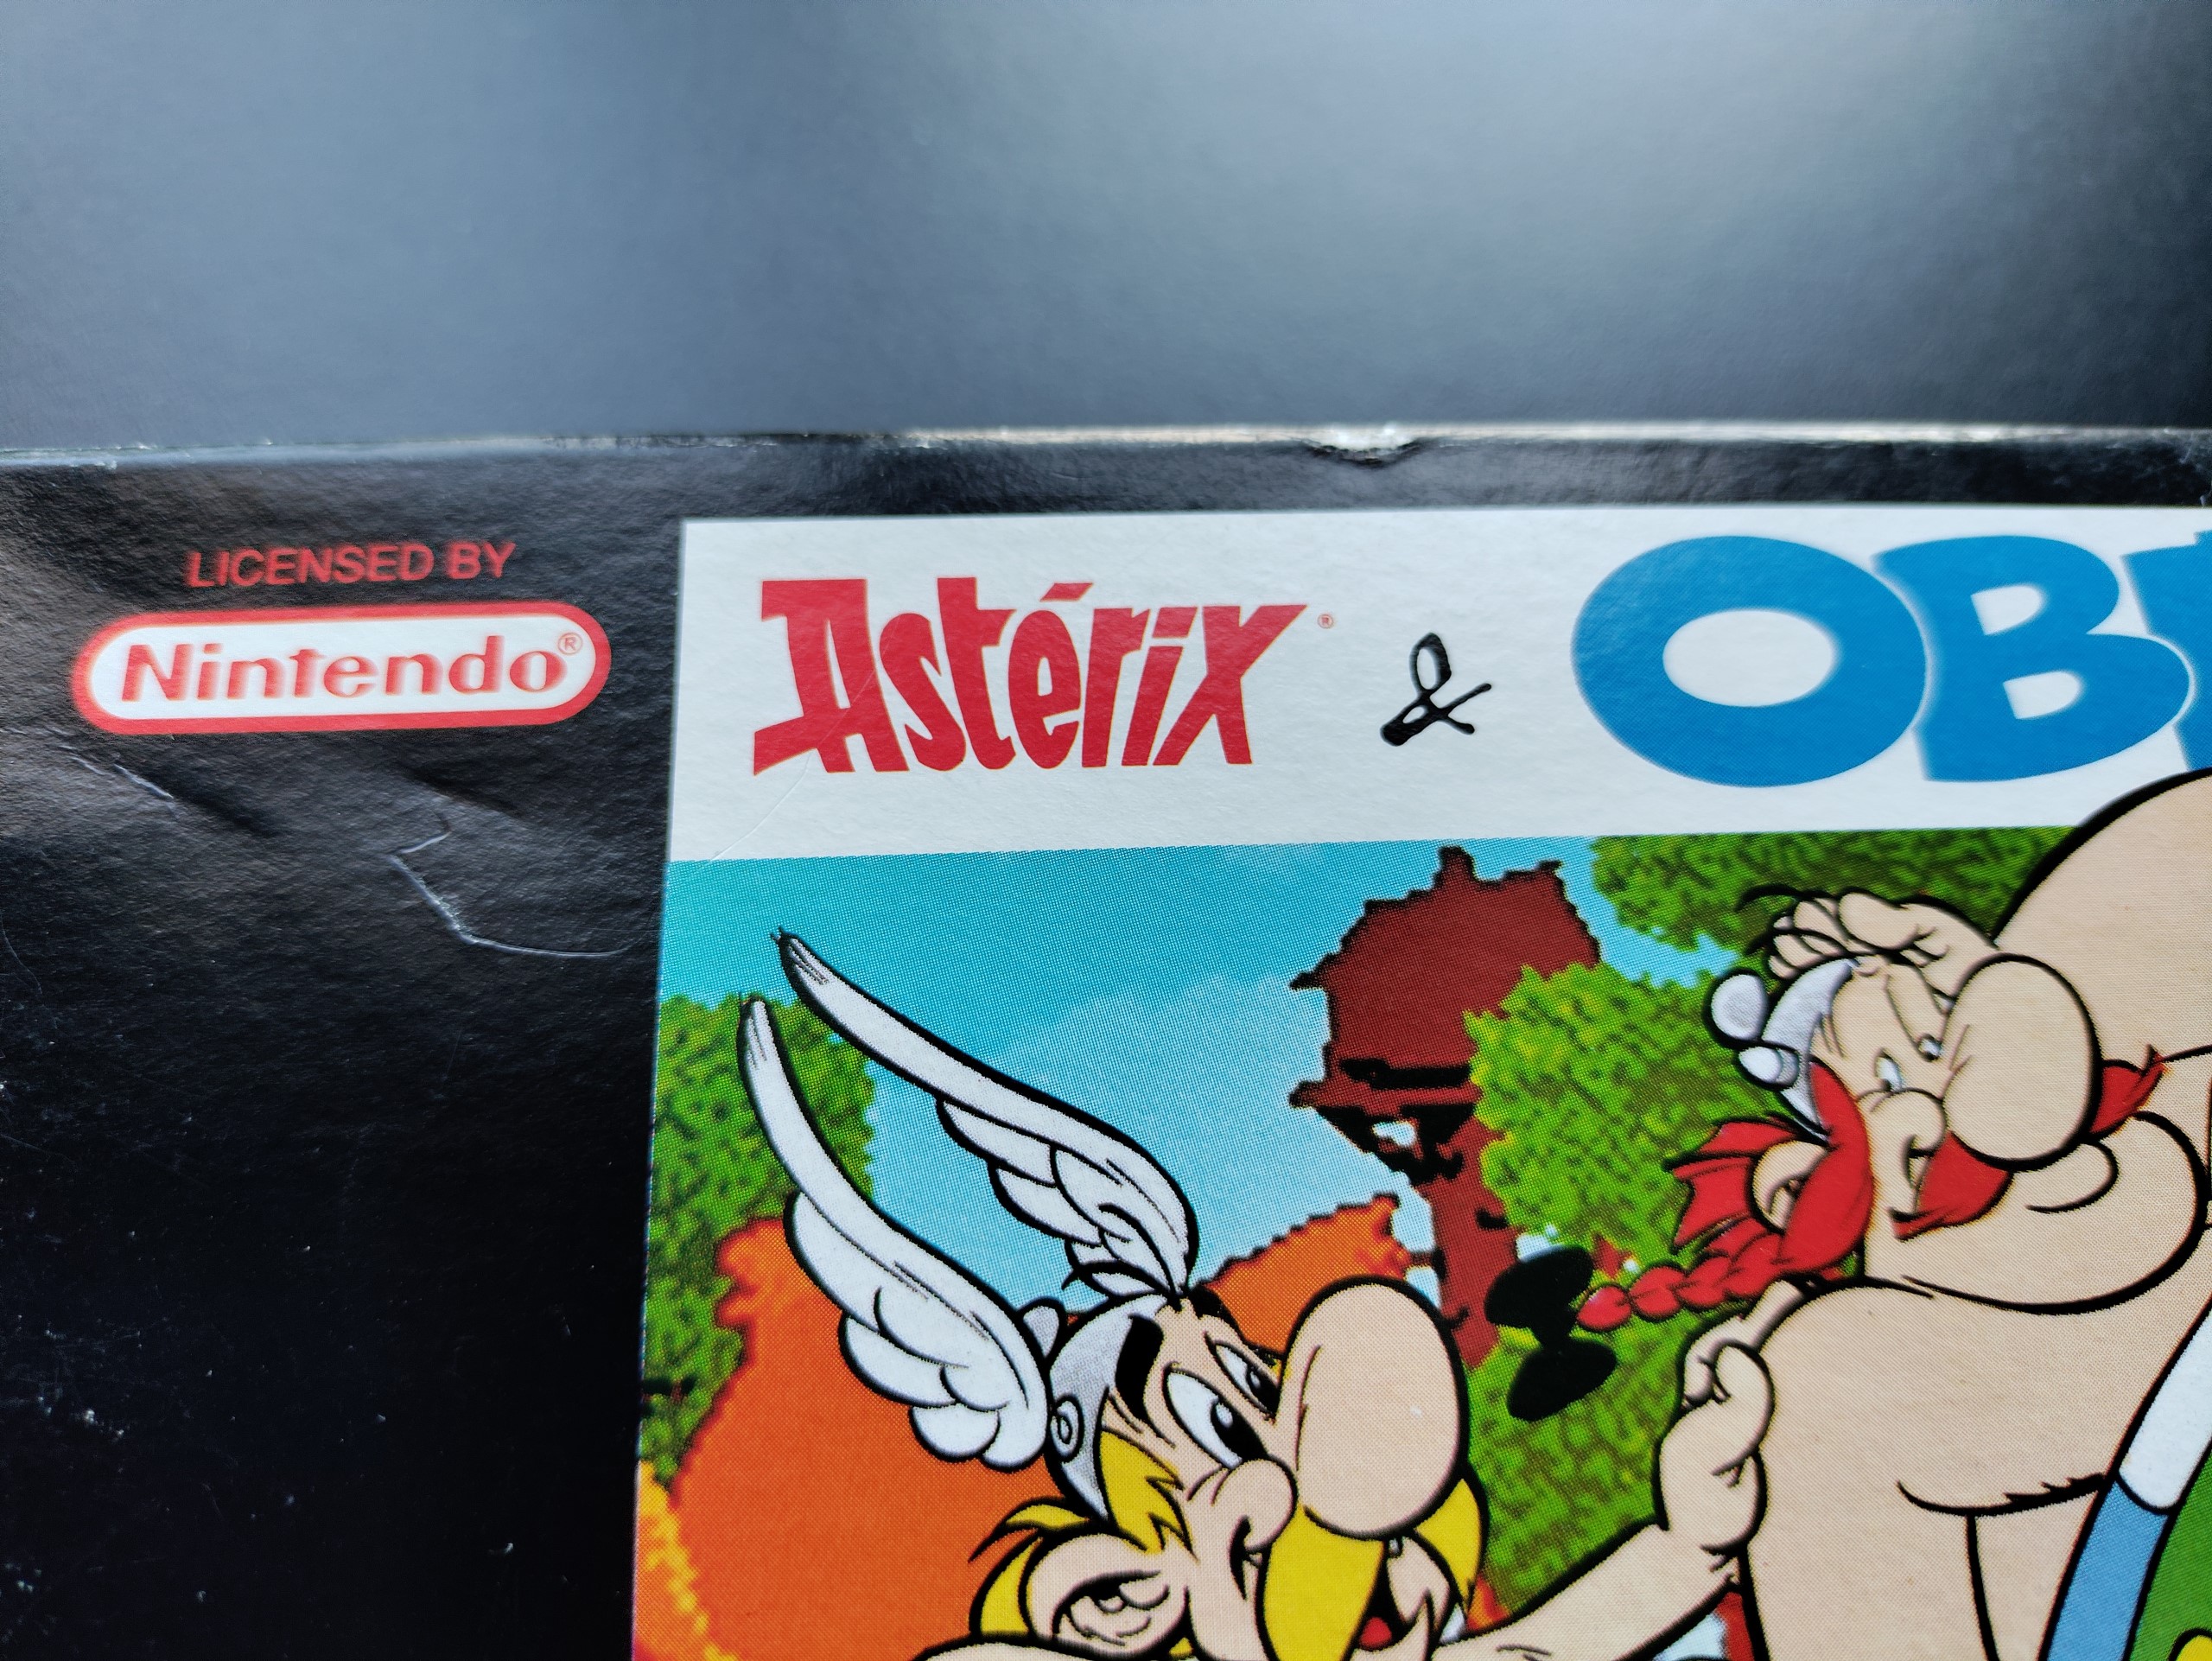 LICENSED BY
Nintendo®
Astérix® & OB